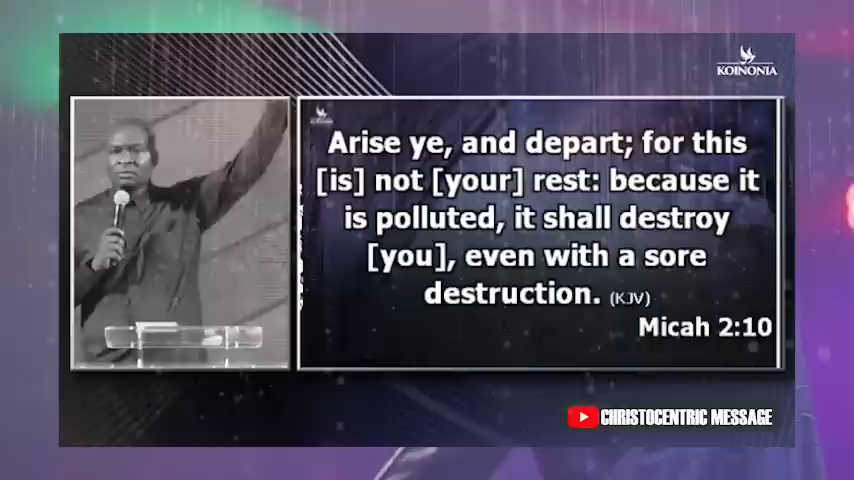 KOINONIA
KOINONIA
Arise ye, and depart; for this
[is] not [your] rest: because it
is polluted, it shall destroy
[you], even with a sore
destruction. (KJV)
Micah 2:10
CHRISTOCENTRIC MESSAGE